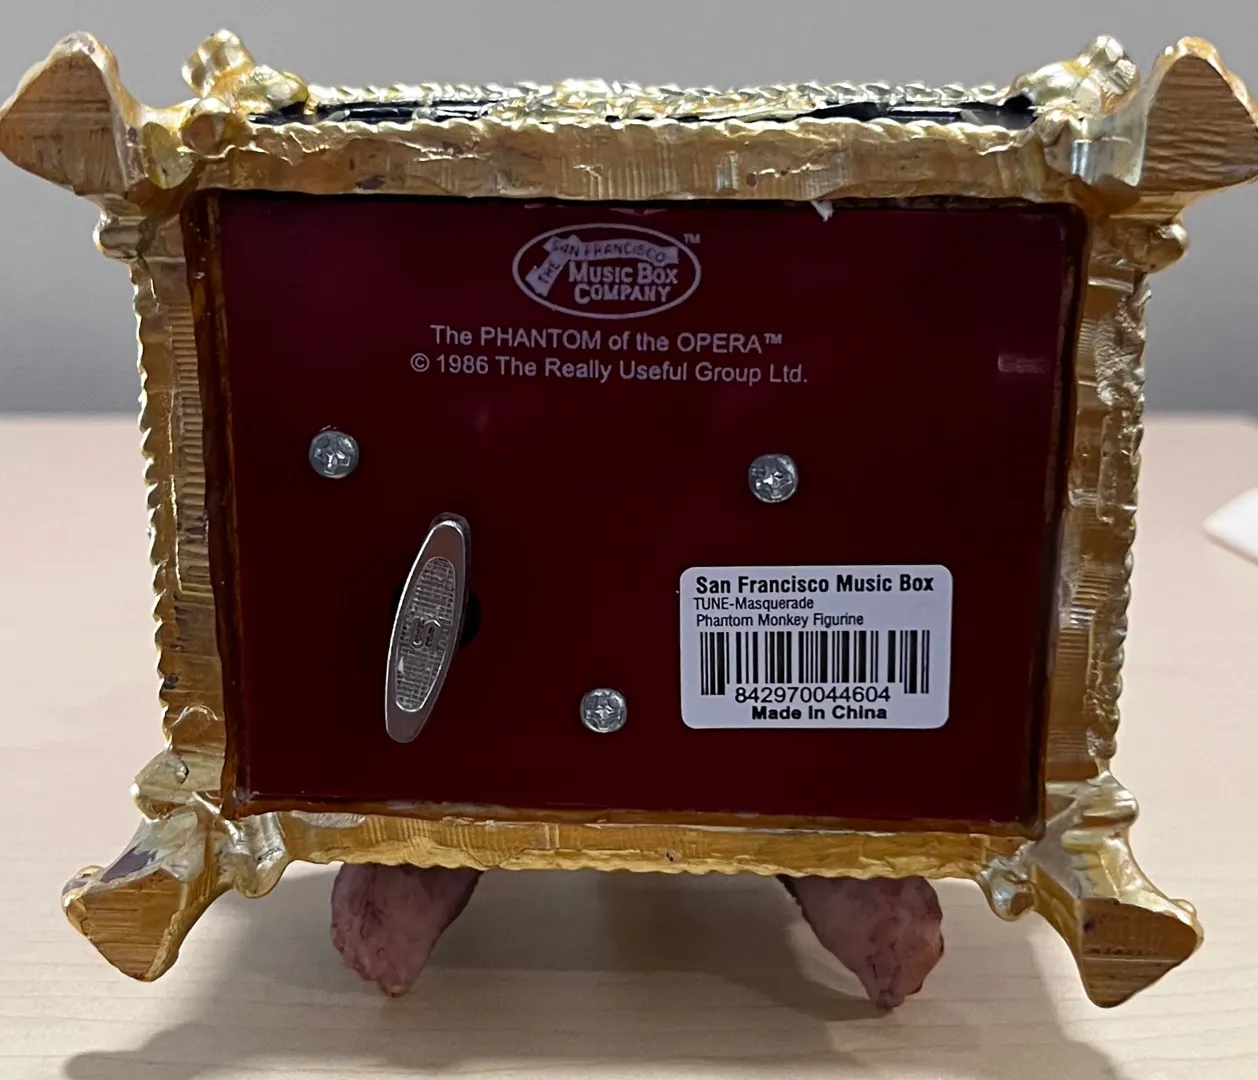 THE SAN FRANCISCO
MUSIC BOX
COMPANY
TM
The PHANTOM of the OPERA™
© 1986 The Really Useful Group Ltd.
San Francisco Music Box
TUNE-Masquerade
Phantom Monkey Figurine
842970044604
Made In China